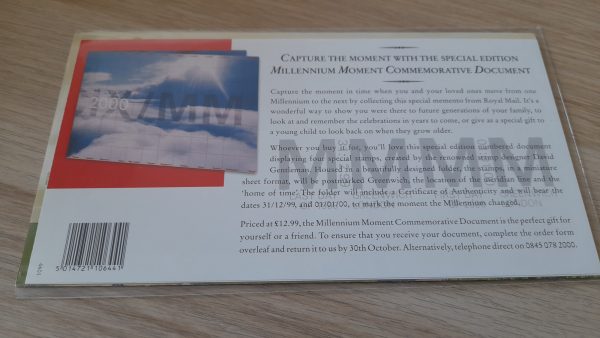 CAPTURE THE MOMENT WITH THE SPECIAL EDITION
MILLENNIUM MOMENT COMMEMORATIVE DOCUMENT
Capture the moment in time when you and your loved ones move from one
Millennium to the next by collecting this special memento from Royal Mail. It's a
wonderful way to show you were there to future generations of your family, to
look at and remember the celebrations in years to come, or give as a special gift to
a young child to look back on when they grow older.
Whoever you buy it for, you'll love this special edition numbered document
displaying four special stamps, created by the renowned stamp designer David
Gentleman. Housed in a beautifully designed folder, the stamps, in miniature
sheet format, will be postmarked Greenwich, the location of the meridian line and the
'home of time'. The folder will include a Certificate of Authenticity and will bear the
dates 31/12/99, and 03/01/00, to mark the moment the Millennium changed.
Priced at £12.99, the Millennium Moment Commemorative Document is the perfect gift for
yourself or a friend. To ensure that you receive your document, complete the order form
overleaf and return it to us by 30th October. Alternatively, telephone direct on 0845 078 2000.
2000
IX/MM
MM
5 014721 106441